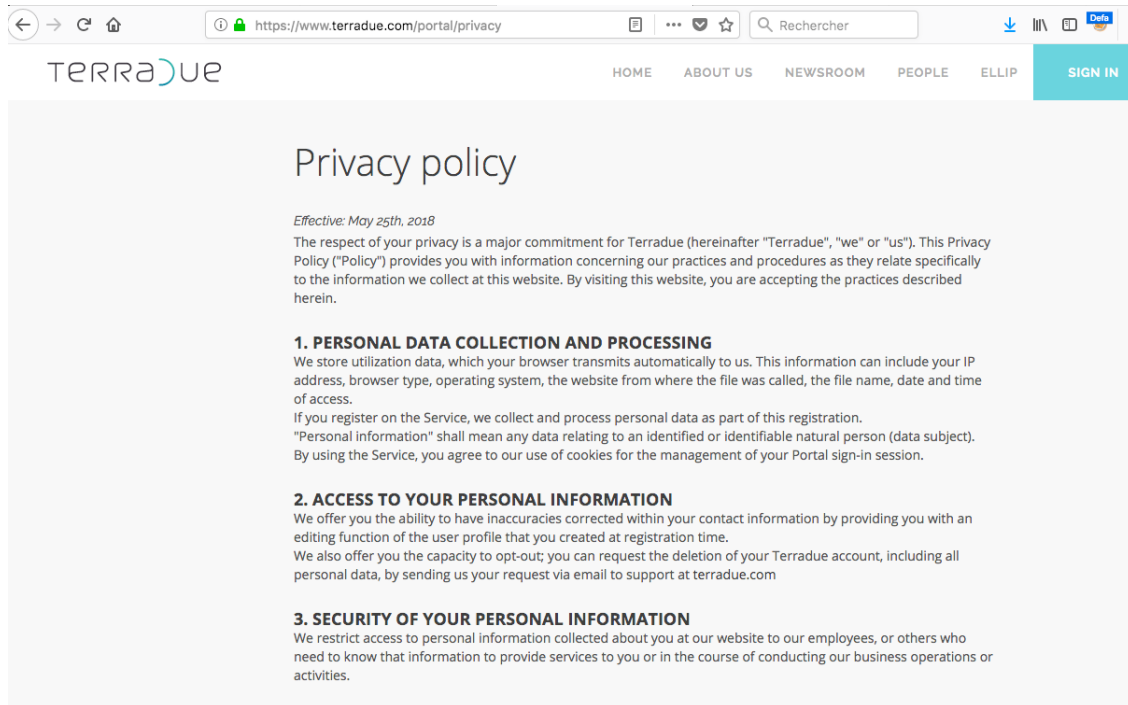 https://www.terradue.com/portal/privacy
Rechercher
Defa
terradue
HOME ABOUT US NEWSROOM PEOPLE ELLIP SIGN IN
Privacy policy
Effective: May 25th, 2018
The respect of your privacy is a major commitment for Terradue (hereinafter "Terradue", "we" or "us"). This Privacy
Policy ("Policy") provides you with information concerning our practices and procedures as they relate specifically
to the information we collect at this website. By visiting this website, you are accepting the practices described
herein.
1. PERSONAL DATA COLLECTION AND PROCESSING
We store utilization data, which your browser transmits automatically to us. This information can include your IP
address, browser type, operating system, the website from where the file was called, the file name, date and time
of access.
If you register on the Service, we collect and process personal data as part of this registration.
"Personal information" shall mean any data relating to an identified or identifiable natural person (data subject).
By using the Service, you agree to our use of cookies for the management of your Portal sign-in session.
2. ACCESS TO YOUR PERSONAL INFORMATION
We offer you the ability to have inaccuracies corrected within your contact information by providing you with an
editing function of the user profile that you created at registration time.
We also offer you the capacity to opt-out; you can request the deletion of your Terradue account, including all
personal data, by sending us your request via email to support at terradue.com
3. SECURITY OF YOUR PERSONAL INFORMATION
We restrict access to personal information collected about you at our website to our employees, or others who
need to know that information to provide services to you or in the course of conducting our business operations or
activities.